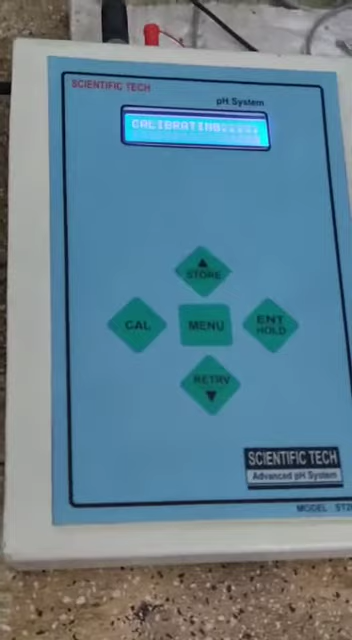 SCIENTIFIC TECH
pH System
CALIBRATING.....
▲
STORE
CAL
MENU
ENT
HOLD
RETRV
▼
SCIENTIFIC TECH
Advanced pH System
MODEL